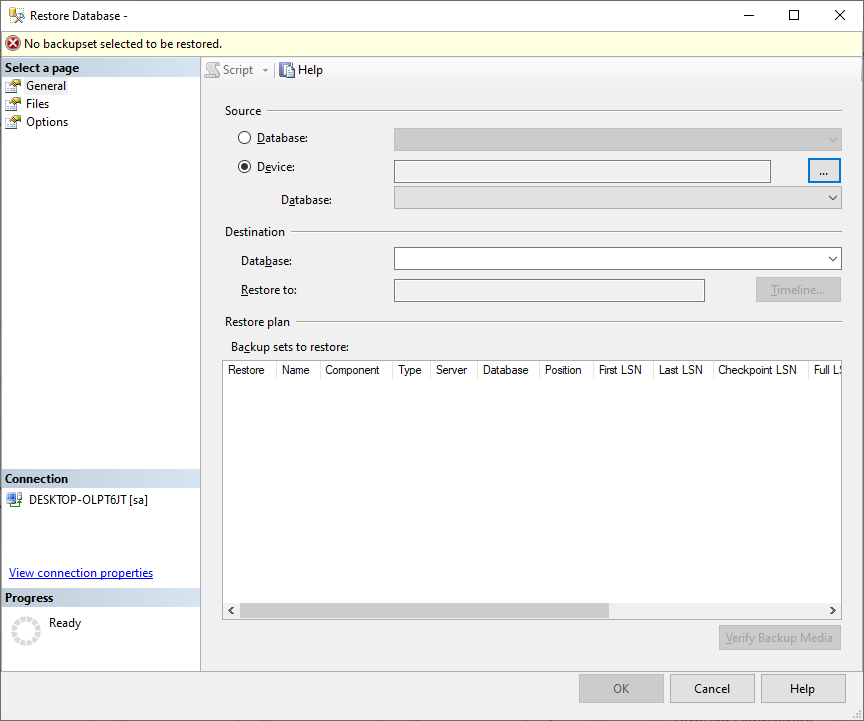 Restore Database -
No backupset selected to be restored.
Select a page
General
Files
Options
Script
Help
Source
Database:
Device:
...
Database:
Destination
Database:
Restore to:
Timeline...
Restore plan
Backup sets to restore:
Restore Name Component Type Server Database Position First LSN Last LSN Checkpoint LSN Full LS
Connection
DESKTOP-OLPT6JT [sa]
View connection properties
Progress
Ready
Verify Backup Media
OK Cancel Help